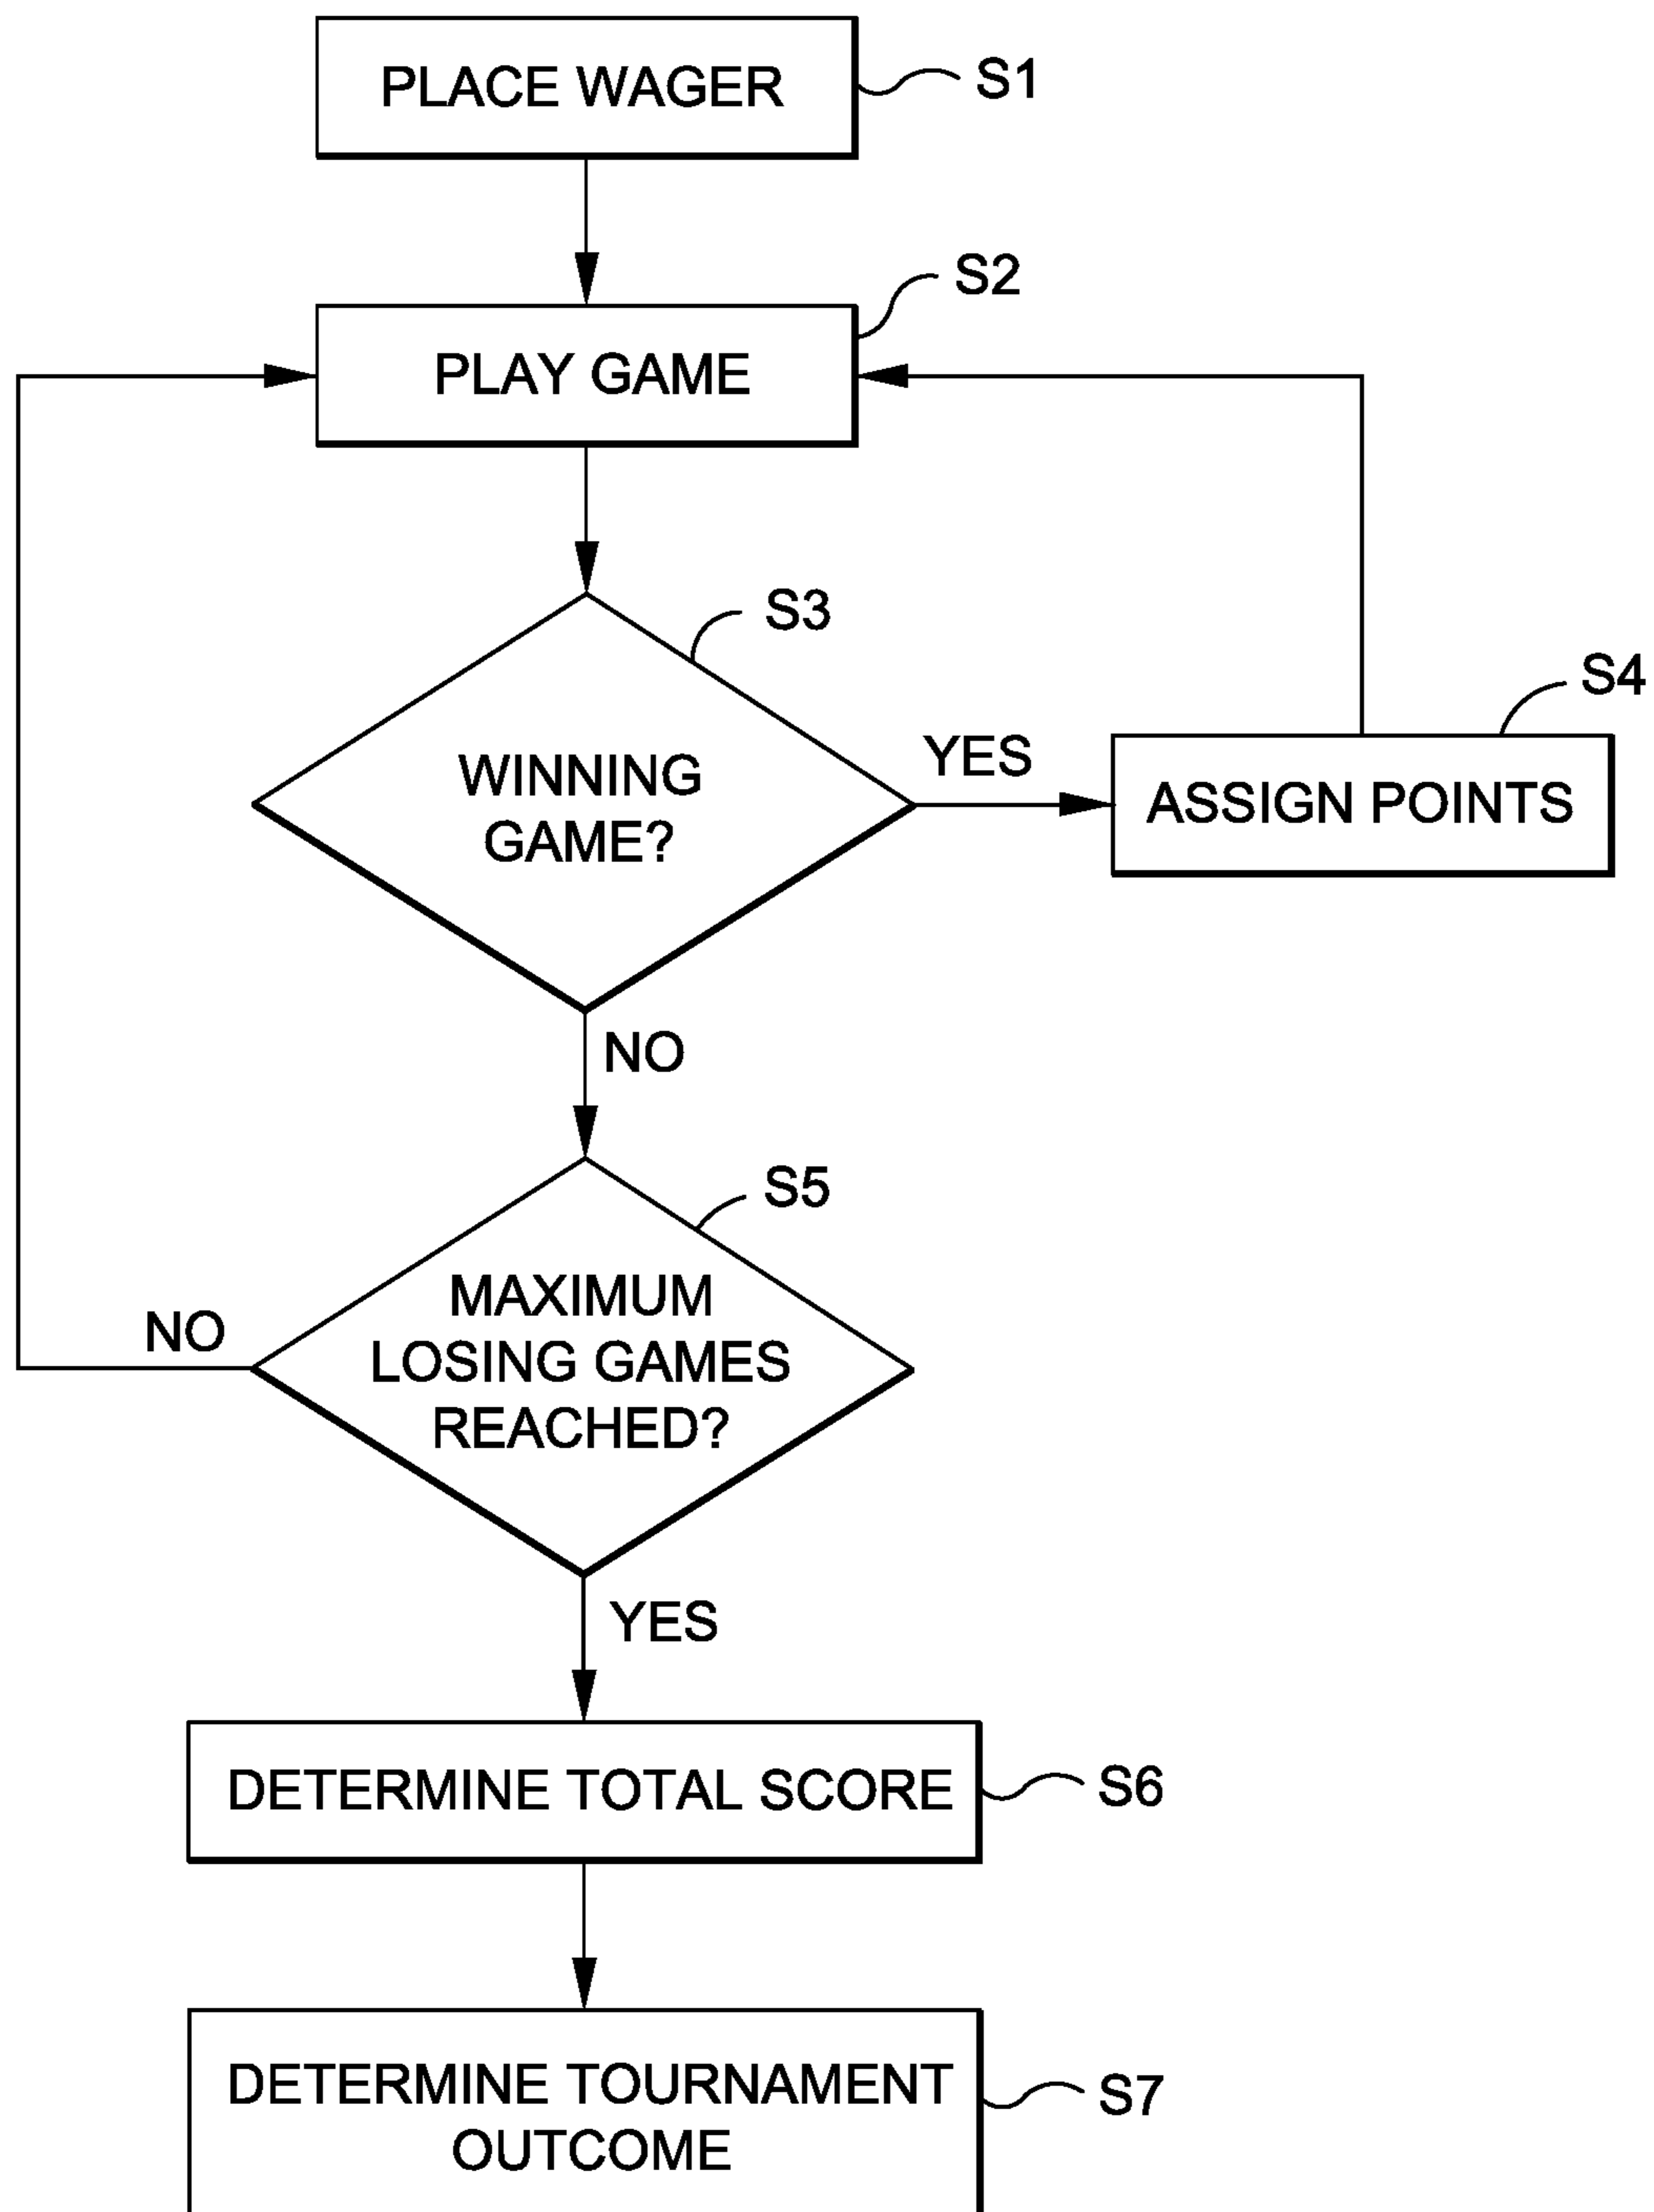 PLACE WAGER
S1
S2
PLAY GAME
S3
WINNING
GAME?
YES
S4
ASSIGN POINTS
NO
S5
MAXIMUM
LOSING GAMES
REACHED?
NO
YES
DETERMINE TOTAL SCORE
S6
DETERMINE TOURNAMENT
OUTCOME
S7